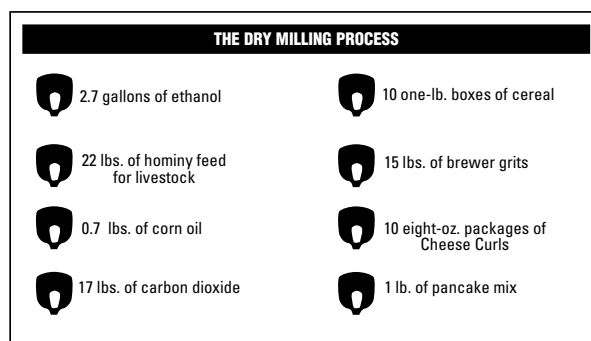 THE DRY MILLING PROCESS
2.7 gallons of ethanol
22 lbs. of hominy feed
for livestock
0.7 lbs. of corn oil
17 lbs. of carbon dioxide
10 one-lb. boxes of cereal
15 lbs. of brewer grits
10 eight-oz. packages of
Cheese Curls
1 lb. of pancake mix